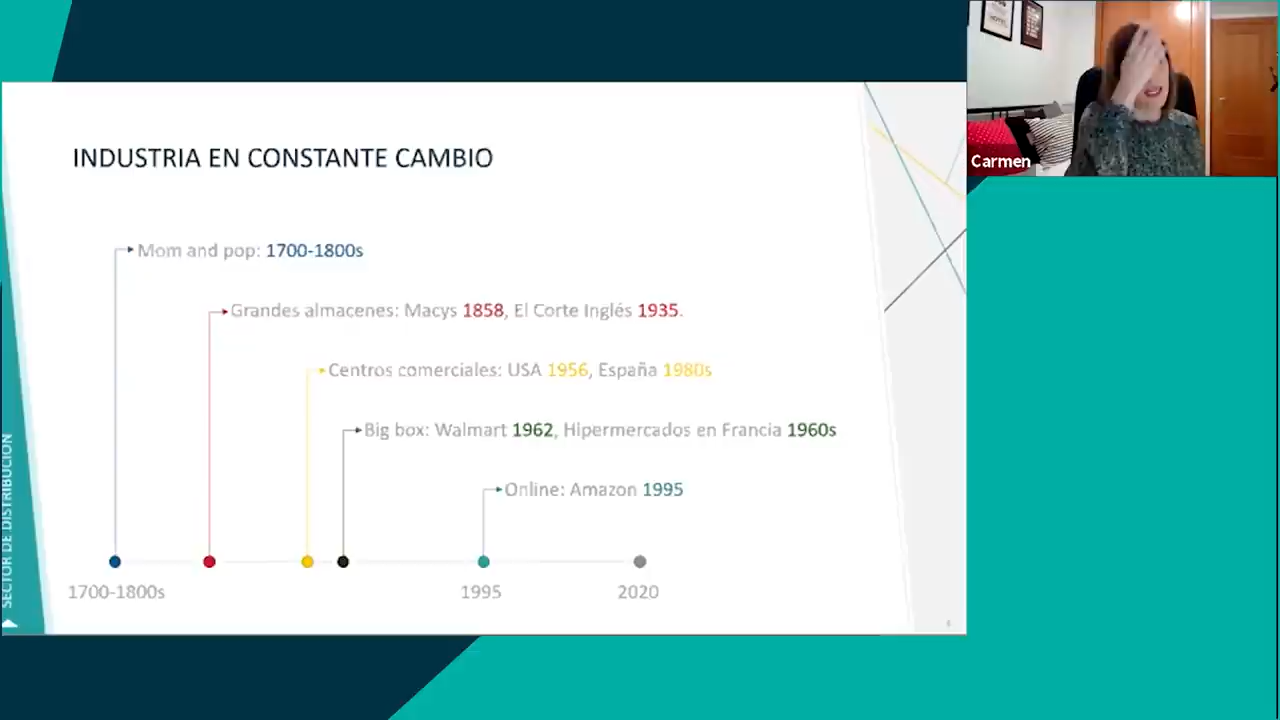 INDUSTRIA EN CONSTANTE CAMBIO
Mom and pop: 1700-1800s
Grandes almacenes: Macys 1858, El Corte Inglés 1935.
Centros comerciales: USA 1956, España 1980s
Big box: Walmart 1962, Hipermercados en Francia 1960s
Online: Amazon 1995
1700-1800s
1995
2020
SECTOR DE DISTRIBUCIÓN
Carmen
HOTEL